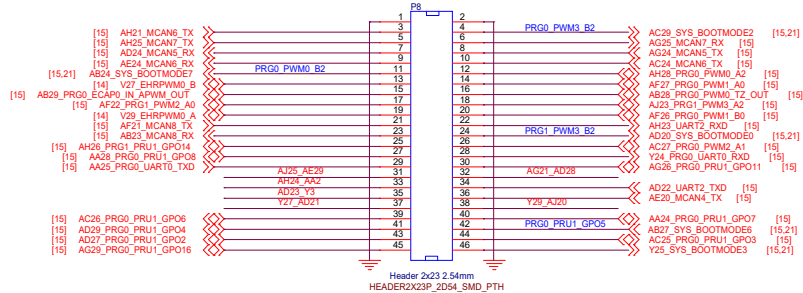 P8
1 2
[15] AH21_MCAN6_TX 3 4 PRG0_PWM3_B2 AC29_SYS_BOOTMODE2 [15,21]
[15] AH25_MCAN7_TX 5 6 AG25_MCAN7_RX [15]
[15] AD24_MCAN5_RX 7 8 AG24_MCAN5_TX [15]
[15] AE24_MCAN6_RX 9 10 AC24_MCAN6_TX [15]
[15,21] AB24_SYS_BOOTMODE7 PRG0_PWM0_B2 11 12 AH28_PRG0_PWM0_A2 [15]
[14] V27_EHRPWM0_B 13 14 AF27_PRG0_PWM1_A0 [15]
[15] AB29_PRG0_ECAP0_IN_APWM_OUT 15 16 AB28_PRG0_PWM0_TZ_OUT [15]
[15] AF22_PRG1_PWM2_A0 17 18 AJ23_PRG1_PWM3_A2 [15]
[14] V29_EHRPWM0_A 19 20 AF26_PRG0_PWM1_B0 [15]
[15] AF21_MCAN8_TX 21 22 AH23_UART2_RXD [15]
[15] AB23_MCAN8_RX 23 24 PRG1_PWM3_B2 AD20_SYS_BOOTMODE0 [15,21]
[15] AH26_PRG1_PRU1_GPO14 25 26 AC27_PRG0_PWM2_A1 [15]
[15] AA28_PRG0_PRU1_GPO8 27 28 Y24_PRG0_UART0_RXD [15]
[15] AA25_PRG0_UART0_TXD 29 30 AG26_PRG0_PRU1_GPO11 [15]
AJ25_AE29 31 32 AG21_AD28
AH24_AA2 33 34 AD22_UART2_TXD [15]
AD23_Y3 35 36 AE20_MCAN4_TX [15]
Y27_AD21 37 38 Y29_AJ20
[15] AC26_PRG0_PRU1_GPO6 39 40 AA24_PRG0_PRU1_GPO7 [15]
[15] AD29_PRG0_PRU1_GPO4 41 42 PRG0_PRU1_GPO5 AB27_SYS_BOOTMODE6 [15,21]
[15] AD27_PRG0_PRU1_GPO2 43 44 AC25_PRG0_PRU1_GPO3 [15]
[15] AG29_PRG0_PRU1_GPO16 45 46 Y25_SYS_BOOTMODE3 [15,21]
Header 2x23 2.54mm
HEADER2X23P_2D54_SMD_PTH